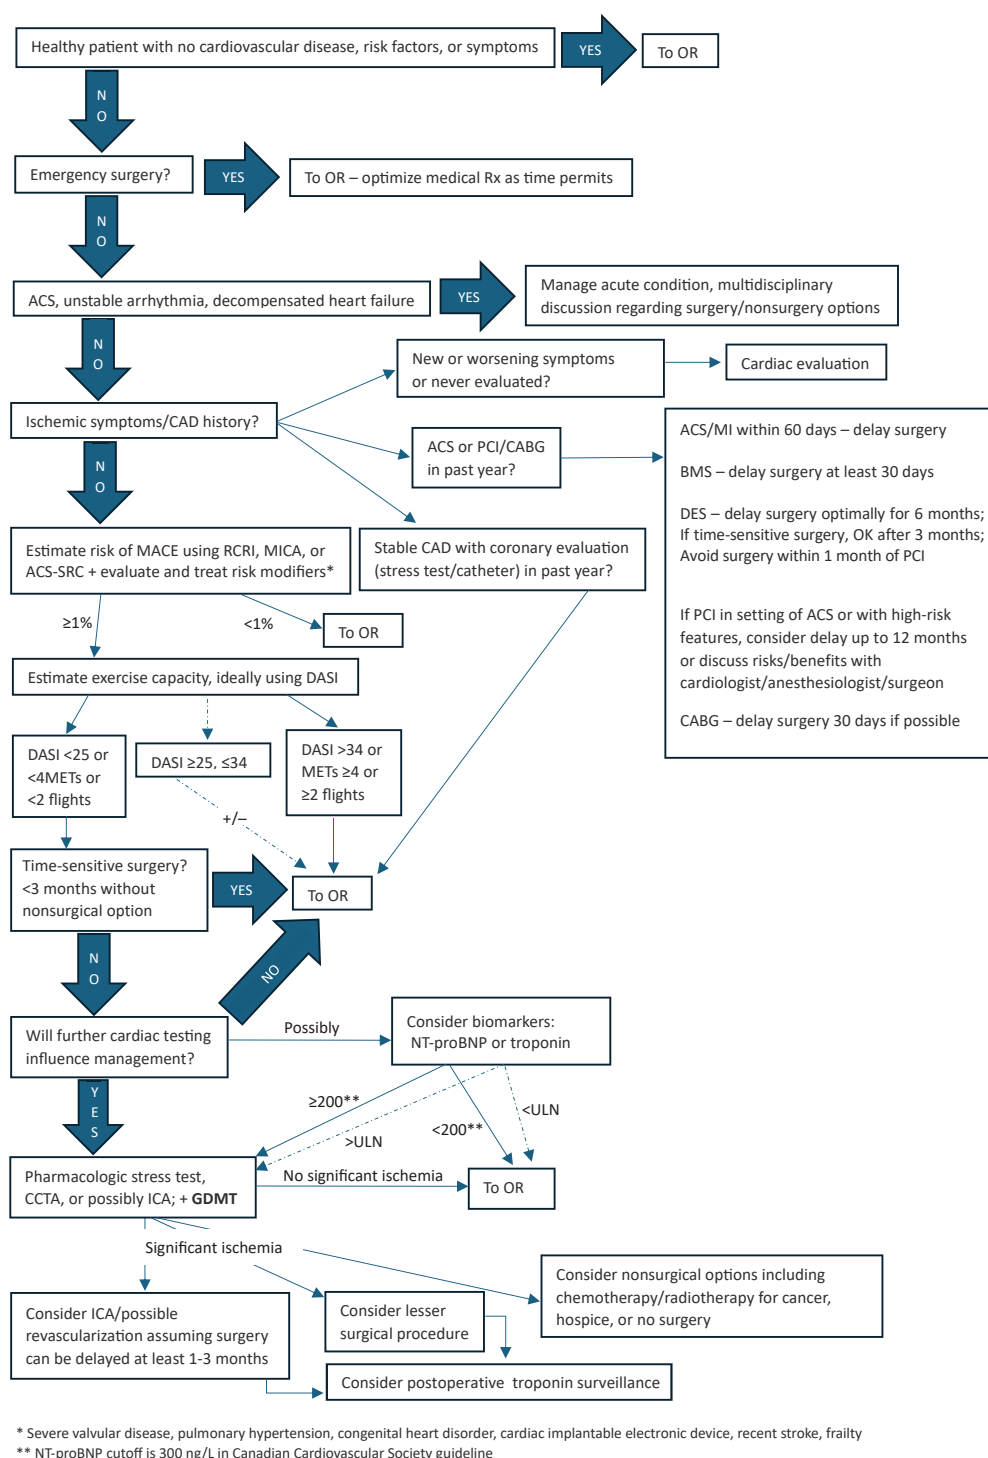 Healthy patient with no cardiovascular disease, risk factors, or symptoms
YES
To OR
N
O
Emergency surgery?
YES
To OR – optimize medical Rx as time permits
N
O
ACS, unstable arrhythmia, decompensated heart failure
YES
Manage acute condition, multidisciplinary
discussion regarding surgery/nonsurgery options
N
O
New or worsening symptoms
or never evaluated?
Cardiac evaluation
Ischemic symptoms/CAD history?
ACS or PCI/CABG
in past year?
ACS/MI within 60 days – delay surgery
BMS – delay surgery at least 30 days
DES – delay surgery optimally for 6 months;
If time-sensitive surgery, OK after 3 months;
Avoid surgery within 1 month of PCI
If PCI in setting of ACS or with high-risk
features, consider delay up to 12 months
or discuss risks/benefits with
cardiologist/anesthesiologist/surgeon
CABG – delay surgery 30 days if possible
N
O
Estimate risk of MACE using RCRI, MICA, or
ACS-SRC + evaluate and treat risk modifiers*
Stable CAD with coronary evaluation
(stress test/catheter) in past year?
≥1%
<1%
To OR
Estimate exercise capacity, ideally using DASI
DASI <25 or
<4METs or
<2 flights
DASI ≥25, ≤34
DASI >34 or
METs ≥4 or
≥2 flights
+/–
Time-sensitive surgery?
<3 months without
nonsurgical option
YES
To OR
N
O
NO
Will further cardiac testing
influence management?
Possibly
Consider biomarkers:
NT-proBNP or troponin
Y
E
S
≥200**
>ULN
<200**
<ULN
Pharmacologic stress test,
CCTA, or possibly ICA; + GDMT
No significant ischemia
To OR
Significant ischemia
Consider ICA/possible
revascularization assuming surgery
can be delayed at least 1-3 months
Consider lesser
surgical procedure
Consider nonsurgical options including
chemotherapy/radiotherapy for cancer,
hospice, or no surgery
Consider postoperative troponin surveillance
* Severe valvular disease, pulmonary hypertension, congenital heart disorder, cardiac implantable electronic device, recent stroke, frailty
** NT-proBNP cutoff is 300 ng/L in Canadian Cardiovascular Society guideline